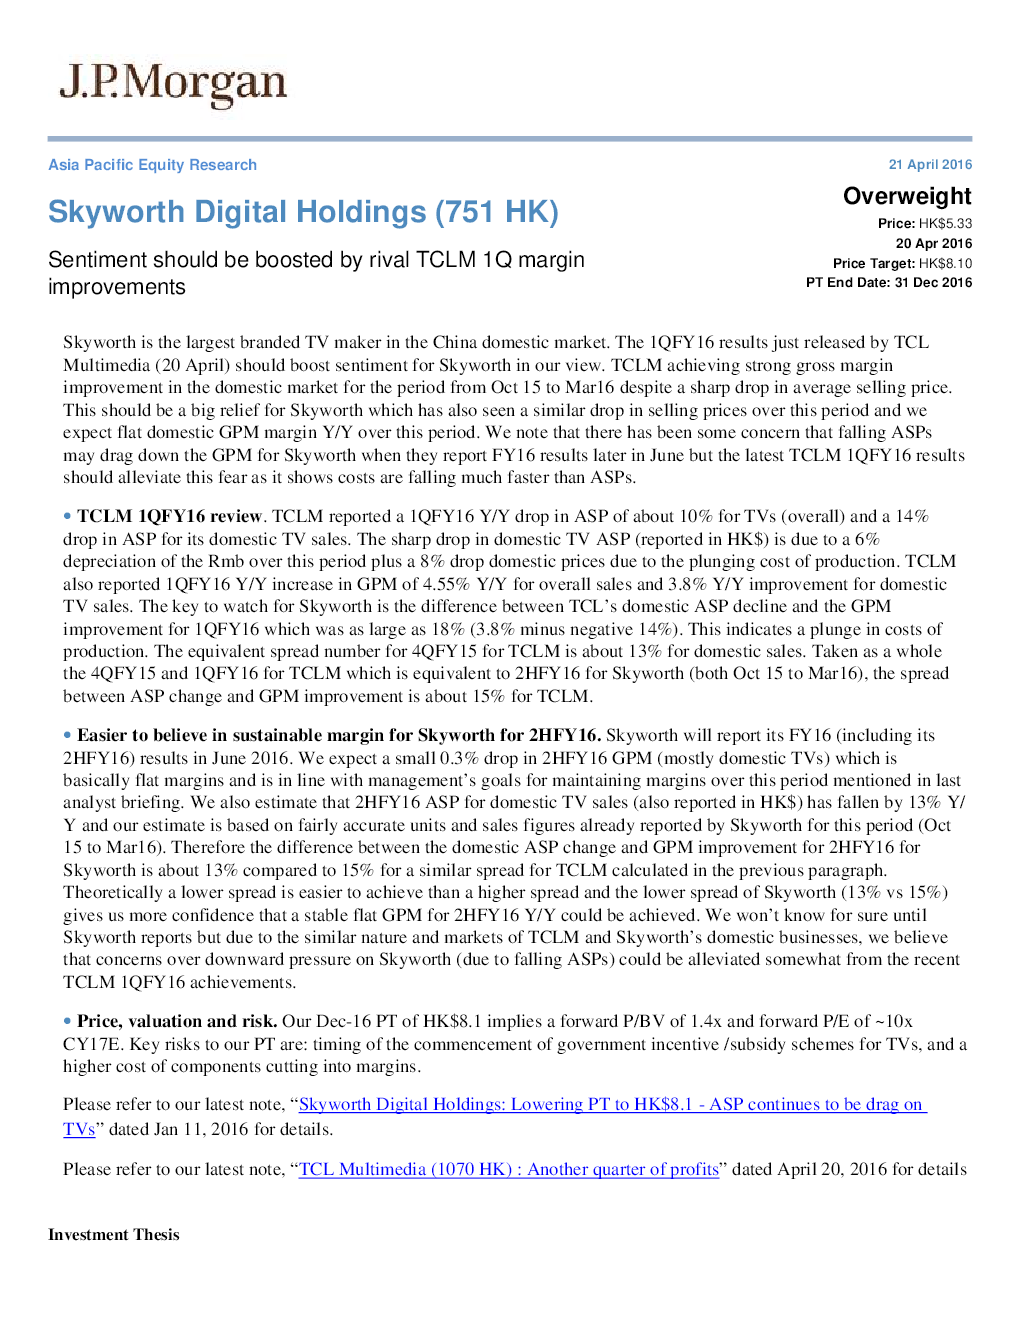 J.P.Morgan
Asia Pacific Equity Research
21 April 2016
Skyworth Digital Holdings (751 HK)
Overweight
Price: HK$5.33
20 Apr 2016
Price Target: HK$8.10
PT End Date: 31 Dec 2016
Sentiment should be boosted by rival TCLM 1Q margin
improvements
Skyworth is the largest branded TV maker in the China domestic market. The 1QFY16 results just released by TCL
Multimedia (20 April) should boost sentiment for Skyworth in our view. TCLM achieving strong gross margin
improvement in the domestic market for the period from Oct 15 to Mar16 despite a sharp drop in average selling price.
This should be a big relief for Skyworth which has also seen a similar drop in selling prices over this period and we
expect flat domestic GPM margin Y/Y over this period. We note that there has been some concern that falling ASPs
may drag down the GPM for Skyworth when they report FY16 results later in June but the latest TCLM 1QFY16 results
should alleviate this fear as it shows costs are falling much faster than ASPs.
• TCLM 1QFY16 review. TCLM reported a 1QFY16 Y/Y drop in ASP of about 10% for TVs (overall) and a 14%
drop in ASP for its domestic TV sales. The sharp drop in domestic TV ASP (reported in HK$) is due to a 6%
depreciation of the Rmb over this period plus a 8% drop domestic prices due to the plunging cost of production. TCLM
also reported 1QFY16 Y/Y increase in GPM of 4.55% Y/Y for overall sales and 3.8% Y/Y improvement for domestic
TV sales. The key to watch for Skyworth is the difference between TCL's domestic ASP decline and the GPM
improvement for 1QFY16 which was as large as 18% (3.8% minus negative 14%). This indicates a plunge in costs of
production. The equivalent spread number for 4QFY15 for TCLM is about 13% for domestic sales. Taken as a whole
the 4QFY15 and 1QFY16 for TCLM which is equivalent to 2HFY16 for Skyworth (both Oct 15 to Mar16), the spread
between ASP change and GPM improvement is about 15% for TCLM.
• Easier to believe in sustainable margin for Skyworth for 2HFY16. Skyworth will report its FY16 (including its
2HFY16) results in June 2016. We expect a small 0.3% drop in 2HFY16 GPM (mostly domestic TVs) which is
basically flat margins and is in line with management's goals for maintaining margins over this period mentioned in last
analyst briefing. We also estimate that 2HFY16 ASP for domestic TV sales (also reported in HK$) has fallen by 13% Y/
Y and our estimate is based on fairly accurate units and sales figures already reported by Skyworth for this period (Oct
15 to Mar16). Therefore the difference between the domestic ASP change and GPM improvement for 2HFY16 for
Skyworth is about 13% compared to 15% for a similar spread for TCLM calculated in the previous paragraph.
Theoretically a lower spread is easier to achieve than a higher spread and the lower spread of Skyworth (13% vs 15%)
gives us more confidence that a stable flat GPM for 2HFY16 Y/Y could be achieved. We won't know for sure until
Skyworth reports but due to the similar nature and markets of TCLM and Skyworth's domestic businesses, we believe
that concerns over downward pressure on Skyworth (due to falling ASPs) could be alleviated somewhat from the recent
TCLM 1QFY16 achievements.
• Price, valuation and risk. Our Dec-16 PT of HK$8.1 implies a forward P/BV of 1.4x and forward P/E of ~10x
CY17E. Key risks to our PT are: timing of the commencement of government incentive /subsidy schemes for TVs, and a
higher cost of components cutting into margins.
Please refer to our latest note, “Skyworth Digital Holdings: Lowering PT to HK$8.1 - ASP continues to be drag on
TVs” dated Jan 11, 2016 for details.
Please refer to our latest note, “TCL Multimedia (1070 HK) : Another quarter of profits” dated April 20, 2016 for details
Investment Thesis